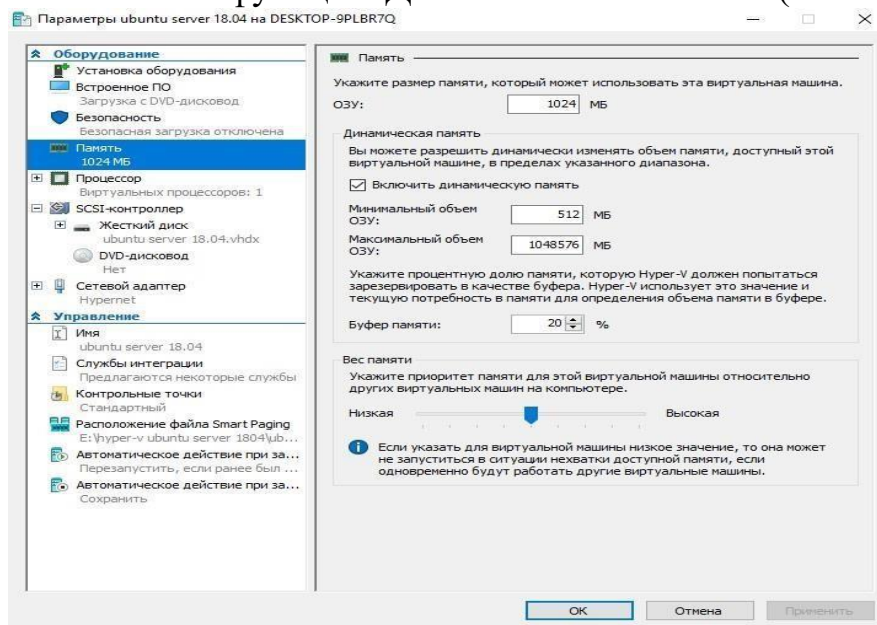 Параметры ubuntu server 18.04 на DESKTOP-9PLBR7Q
Оборудование
Установка оборудования
Встроенное ПО
Загрузка с DVD-дисковод
Безопасность
Безопасная загрузка отключена
Память
1024 МБ
Процессор
Виртуальных процессоров: 1
SCSI-контроллер
Жесткий диск
ubuntu server 18.04.vhdx
DVD-дисковод
Нет
Сетевой адаптер
Hypernet
Управление
Имя
ubuntu server 18.04
Службы интеграции
Предлагаются некоторые службы
Контрольные точки
Стандартный
Расположение файла Smart Paging
E:\hyper-v ubuntu server 1804\ub...
Автоматическое действие при за...
Перезапустить, если ранее был ...
Автоматическое действие при за...
Сохранить
Память
Укажите размер памяти, который может использовать эта виртуальная машина.
ОЗУ: 1024 МБ
Динамическая память
Вы можете разрешить динамически изменять объем памяти, доступный этой
виртуальной машине, в пределах указанного диапазона.
Включить динамическую память
Минимальный объем
ОЗУ: 512 МБ
Максимальный объем
ОЗУ: 1048576 МБ
Укажите процентную долю памяти, которую Hyper-V должен попытаться
зарезервировать в качестве буфера. Hyper-V использует это значение и
текущую потребность в памяти для определения объема памяти в буфере.
Буфер памяти: 20 %
Вес памяти
Укажите приоритет памяти для этой виртуальной машины относительно
других виртуальных машин на компьютере.
Низкая Высокая
Если указать для виртуальной машины низкое значение, то она может
не запуститься в ситуации нехватки доступной памяти, если
одновременно будут работать другие виртуальные машины.
ОК Отмена Применить